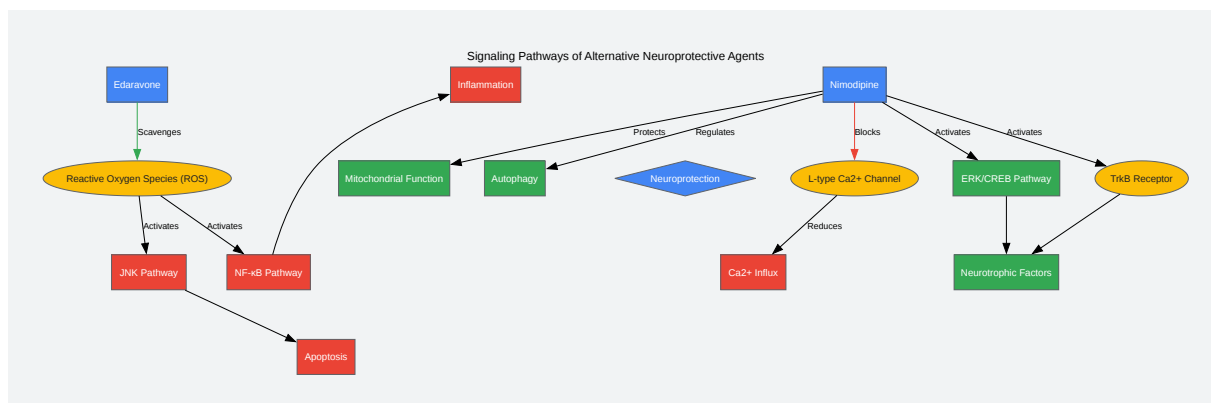 Signaling Pathways of Alternative Neuroprotective Agents
Edaravone
Inflammation
Nimodipine
Scavenges
Protects
Regulates
Blocks
Activates
Activates
Reactive Oxygen Species (ROS)
Mitochondrial Function
Autophagy
Neuroprotection
L-type Ca2+ Channel
ERK/CREB Pathway
TrkB Receptor
Activates
Activates
Reduces
JNK Pathway
NF-κB Pathway
Ca2+ Influx
Neurotrophic Factors
Apoptosis